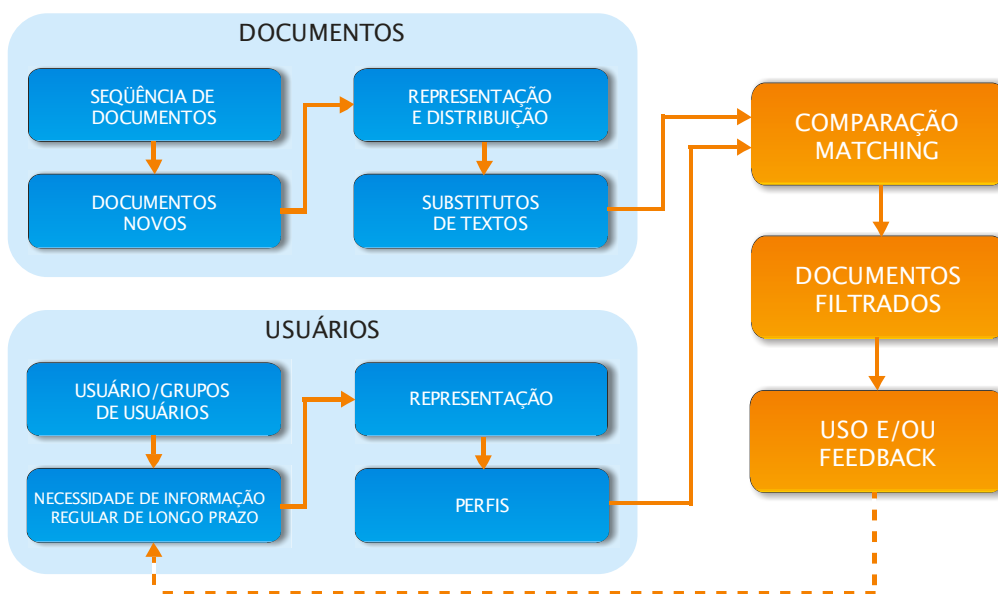 DOCUMENTOS
SEQÜÊNCIA DE
DOCUMENTOS
DOCUMENTOS
NOVOS
REPRESENTAÇÃO
E DISTRIBUIÇÃO
SUBSTITUTOS
DE TEXTOS
USUÁRIOS
USUÁRIO/GRUPOS
DE USUÁRIOS
NECESSIDADE DE INFORMAÇÃO
REGULAR DE LONGO PRAZO
REPRESENTAÇÃO
PERFIS
COMPARAÇÃO
MATCHING
DOCUMENTOS
FILTRADOS
USO E/OU
FEEDBACK